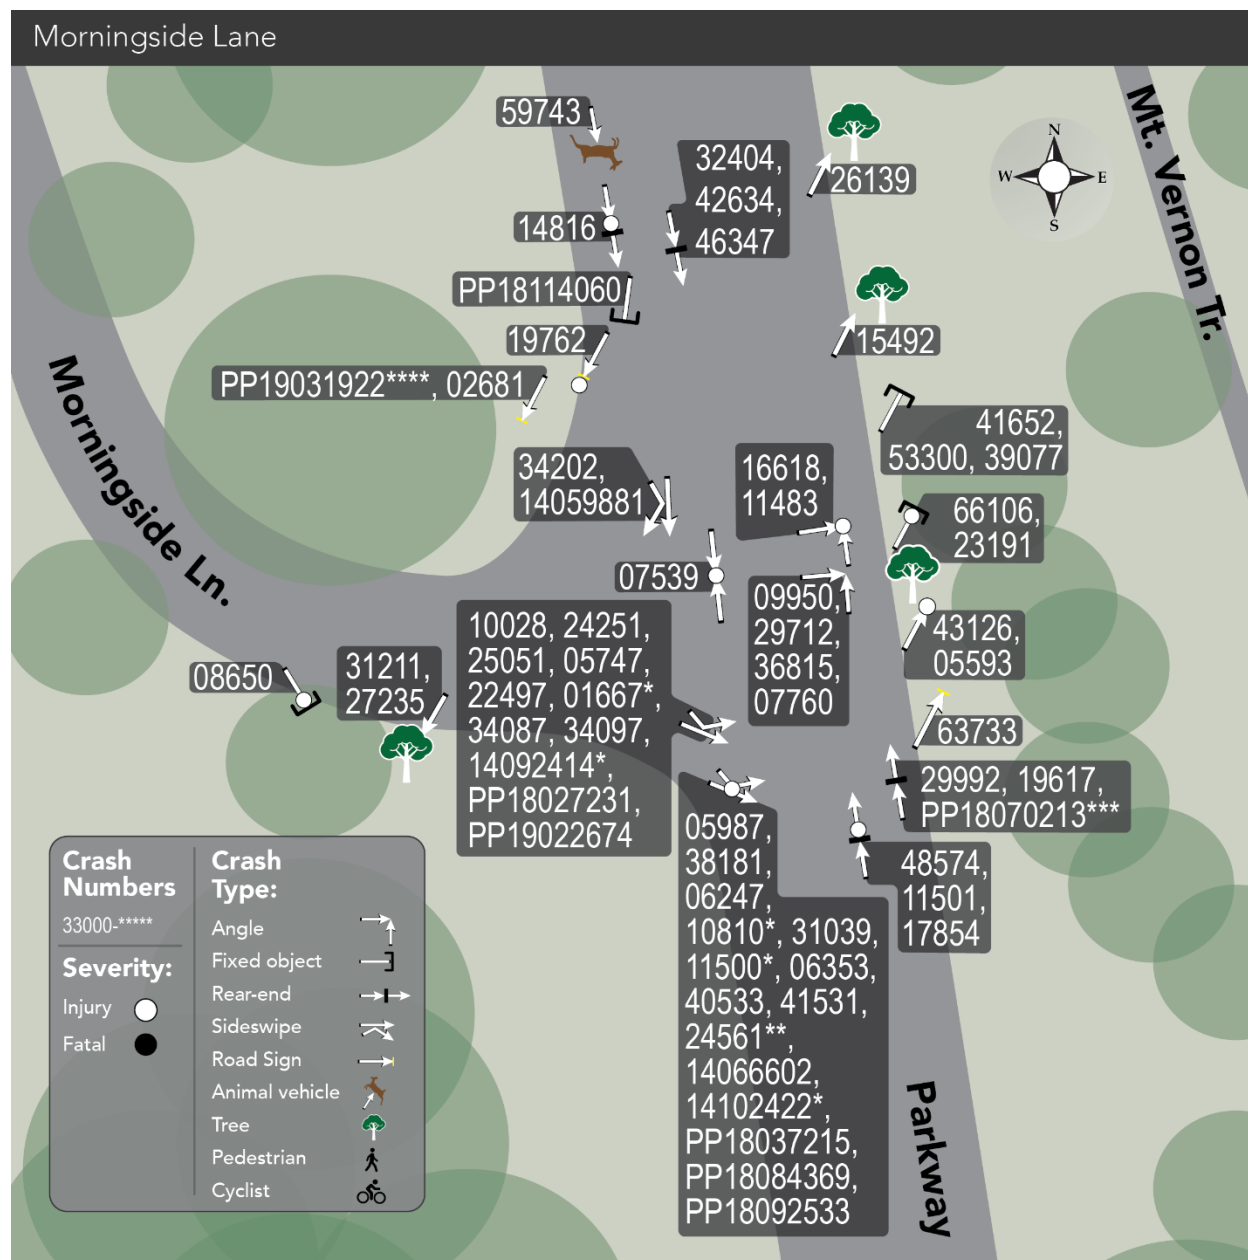 Morningside Lane
59743
32404,
42634,
46347
26139
14816
PP18114060
19762
15492
PP19031922****, 02681
41652,
53300, 39077
34202,
14059881
16618,
11483
66106,
23191
07539
09950,
29712,
36815,
07760
43126,
05593
08650
31211,
27235
10028, 24251,
25051, 05747,
22497, 01667*,
34087, 34097,
14092414*,
PP18027231,
PP19022674
63733
29992, 19617,
PP18070213***
05987,
38181,
06247,
10810*, 31039,
11500*, 06353,
40533, 41531,
24561**,
14066602,
14102422*,
PP18037215,
PP18084369,
PP18092533
48574,
11501,
17854
Morningside Ln.
Mt. Vernon Tr.
Parkway
N
W
E
S
Crash
Numbers
33000-*****
Severity:
Injury
Fatal
Crash
Type:
Angle
Fixed object
Rear-end
Sideswipe
Road Sign
Animal vehicle
Tree
Pedestrian
Cyclist